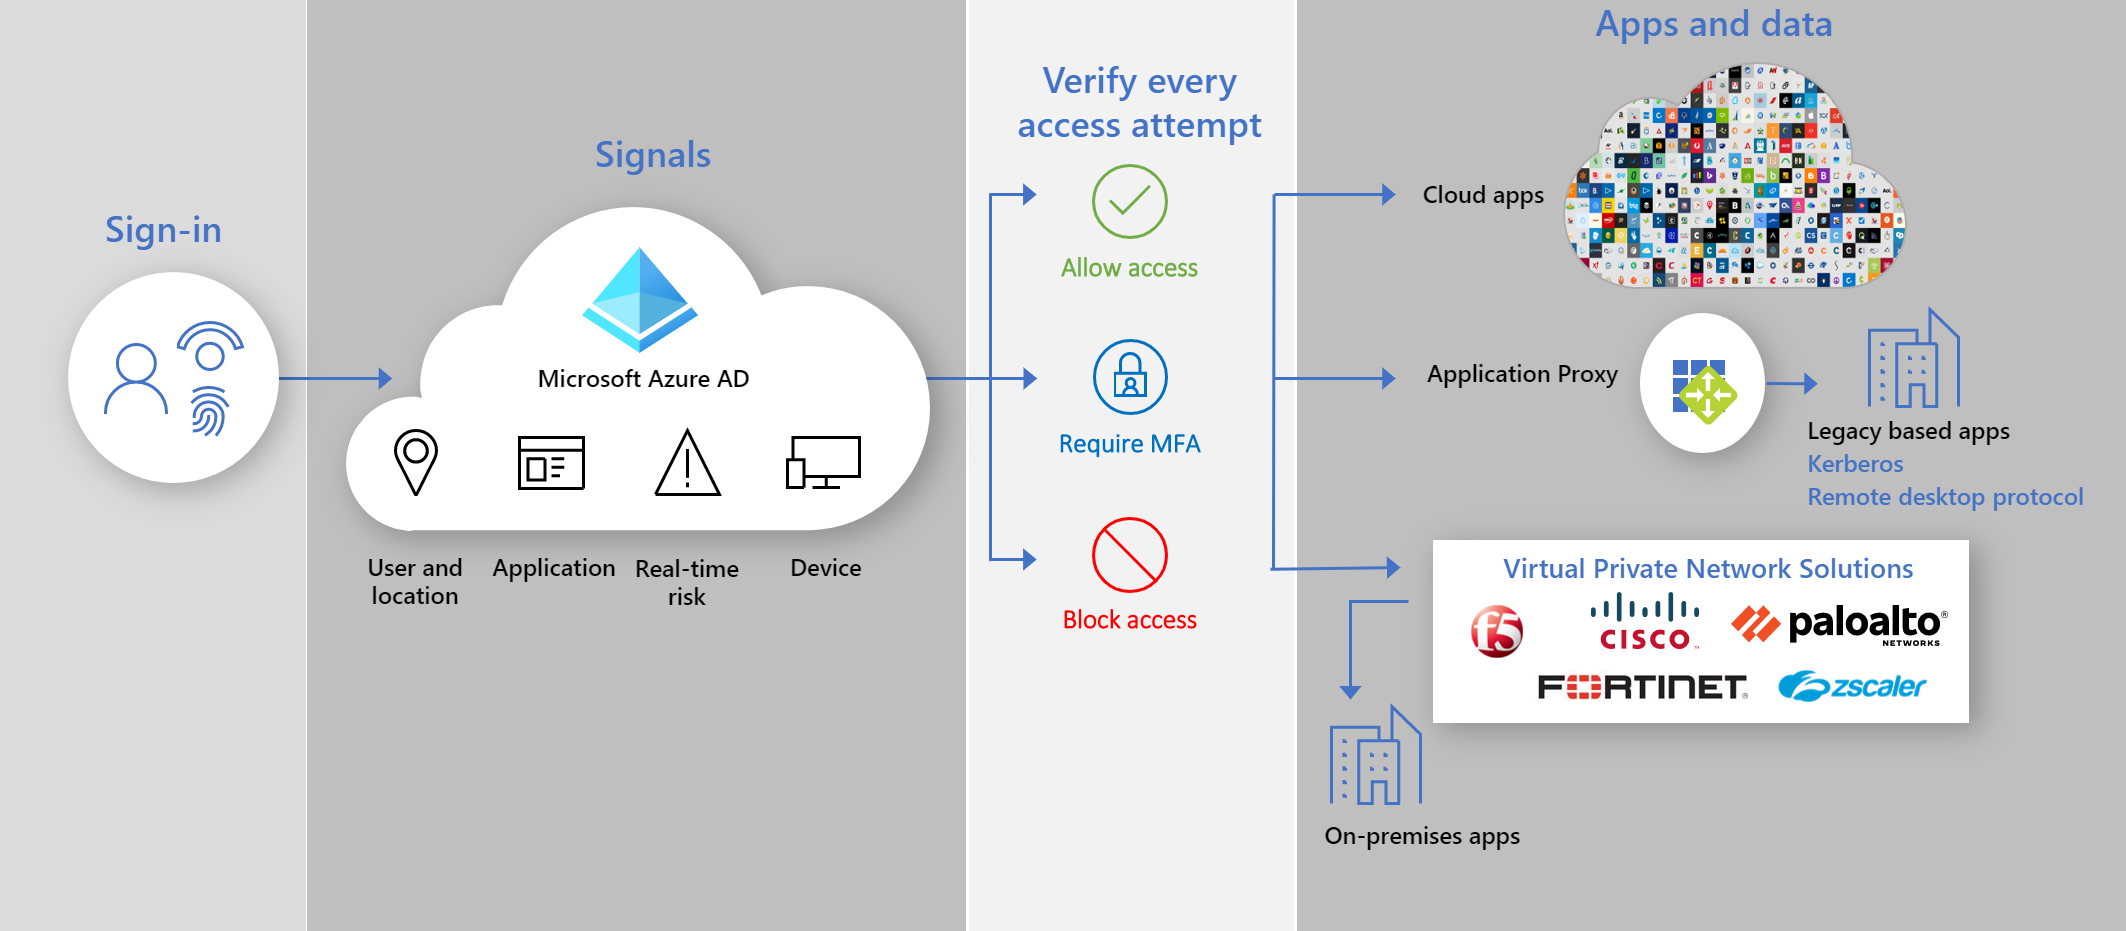 Sign-in
Signals
Microsoft Azure AD
User and
location
Application
Real-time
risk
Device
Verify every
access attempt
Allow access
Require MFA
Block access
Apps and data
Cloud apps
Application Proxy
Legacy based apps
Kerberos
Remote desktop protocol
Virtual Private Network Solutions
f5
CISCO
paloalto®
NETWORKS
FORTINET®
zscaler
On-premises apps